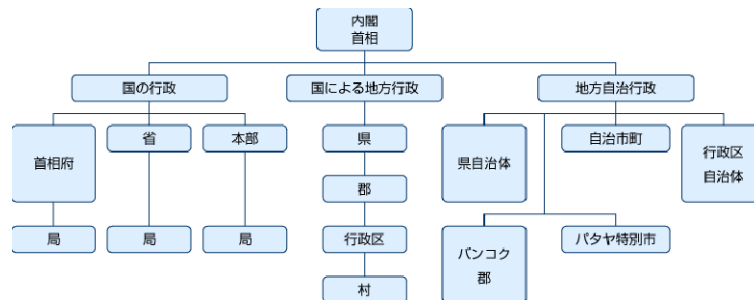 内閣
首相
国の行政
国による地方行政
地方自治行政
首相府
省
本部
県
県自治体
自治市町
行政区
自治体
郡
局
局
局
行政区
バンコク
郡
パタヤ特別市
村